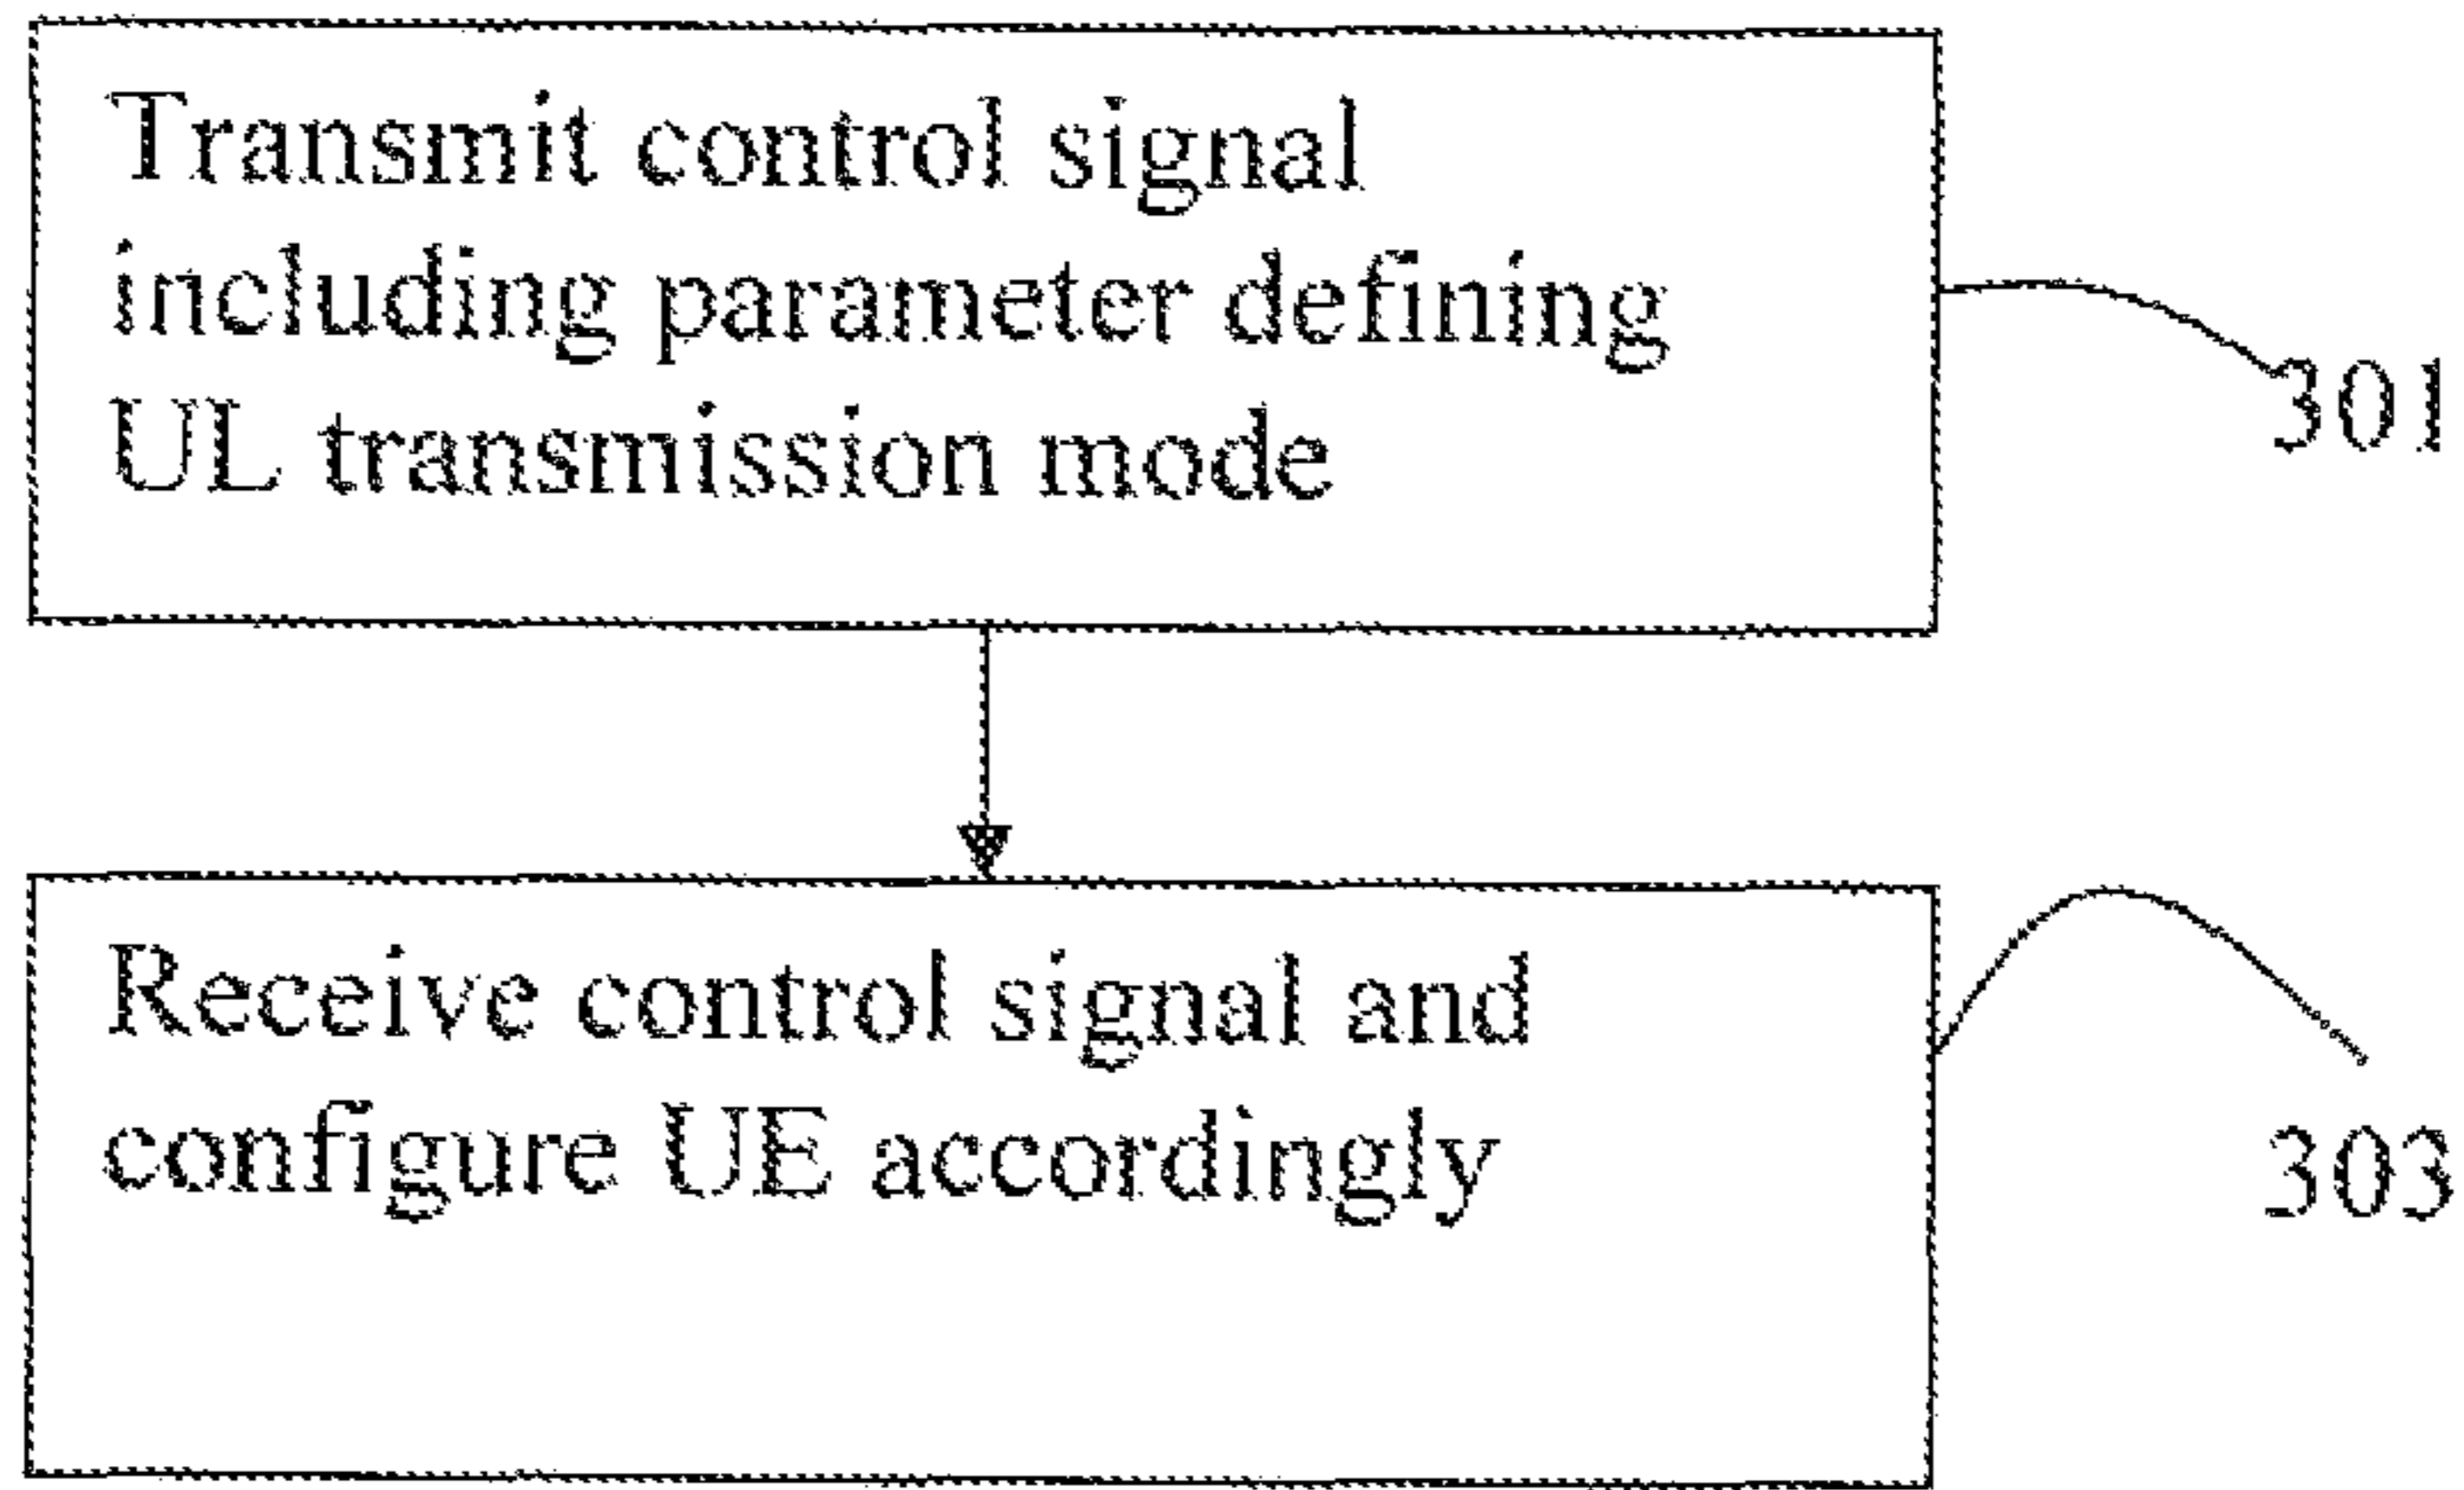 Transmit control signal
including parameter defining
UL transmission mode
301
Receive control signal and
configure UE accordingly
303